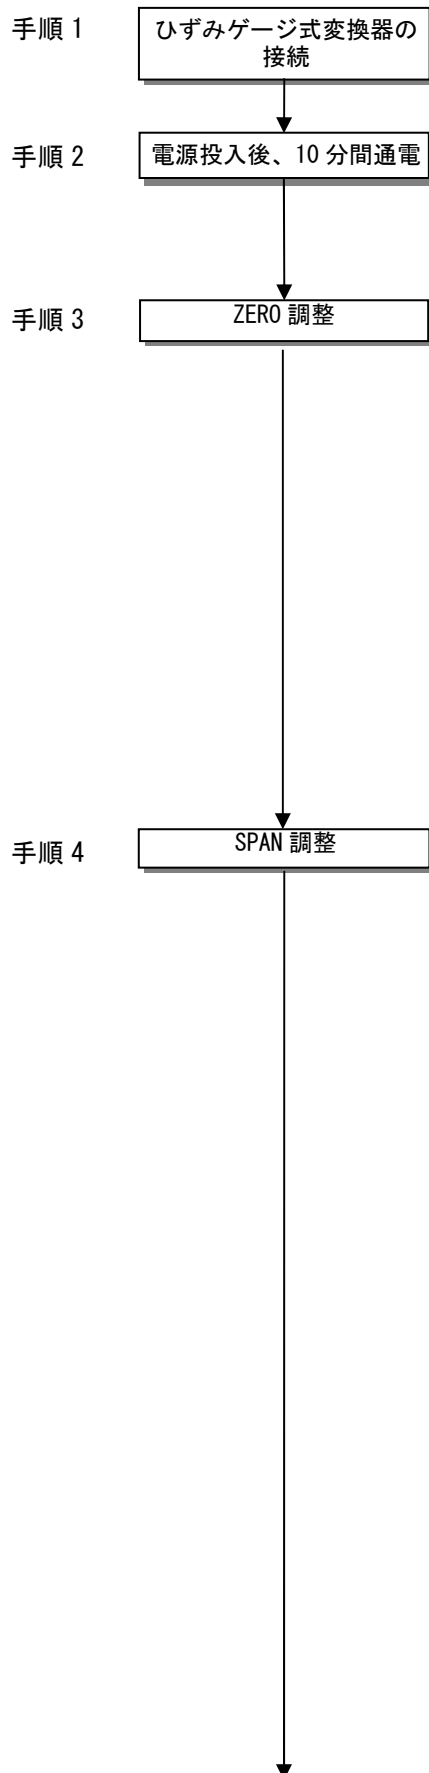 手順 1
ひずみゲージ式変換器の
接続
手順 2
電源投入後、10 分間通電
手順 3
ZERO 調整
手順 4
SPAN 調整